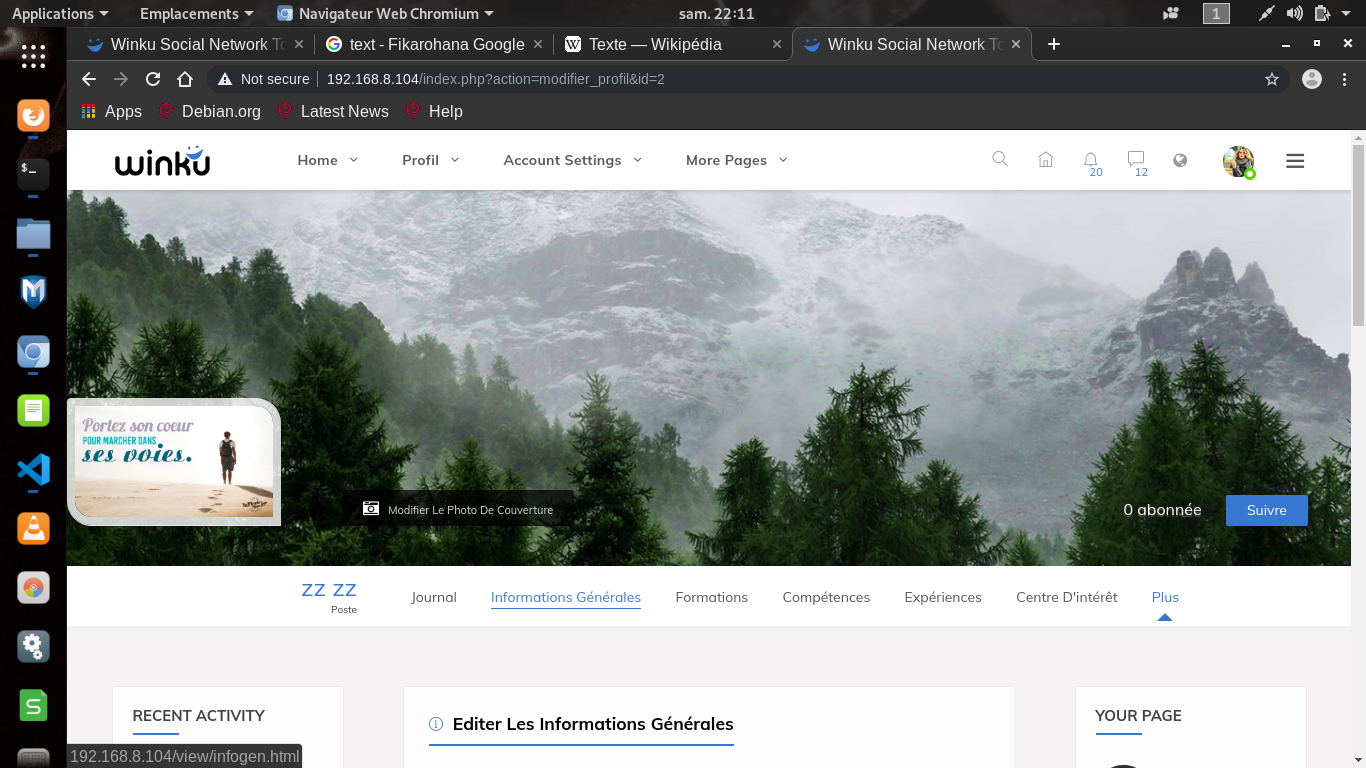 Applications Emplacements Navigateur Web Chromium sam. 22:11 1
Winku Social Network To text - Fikarohana Google Texte — Wikipédia Winku Social Network To
Not secure 192.168.8.104/index.php?action=modifier_profil&id=2
Apps Debian.org Latest News Help
winku Home Profil Account Settings More Pages 20 12
Portez son coeur
POUR MARCHER DANS
ses voies.
Modifier Le Photo De Couverture
0 abonnée Suivre
zz zz
Poste
Journal Informations Générales Formations Compétences Expériences Centre D'intérêt Plus
RECENT ACTIVITY
Editer Les Informations Générales
YOUR PAGE
192.168.8.104/view/infogen.html